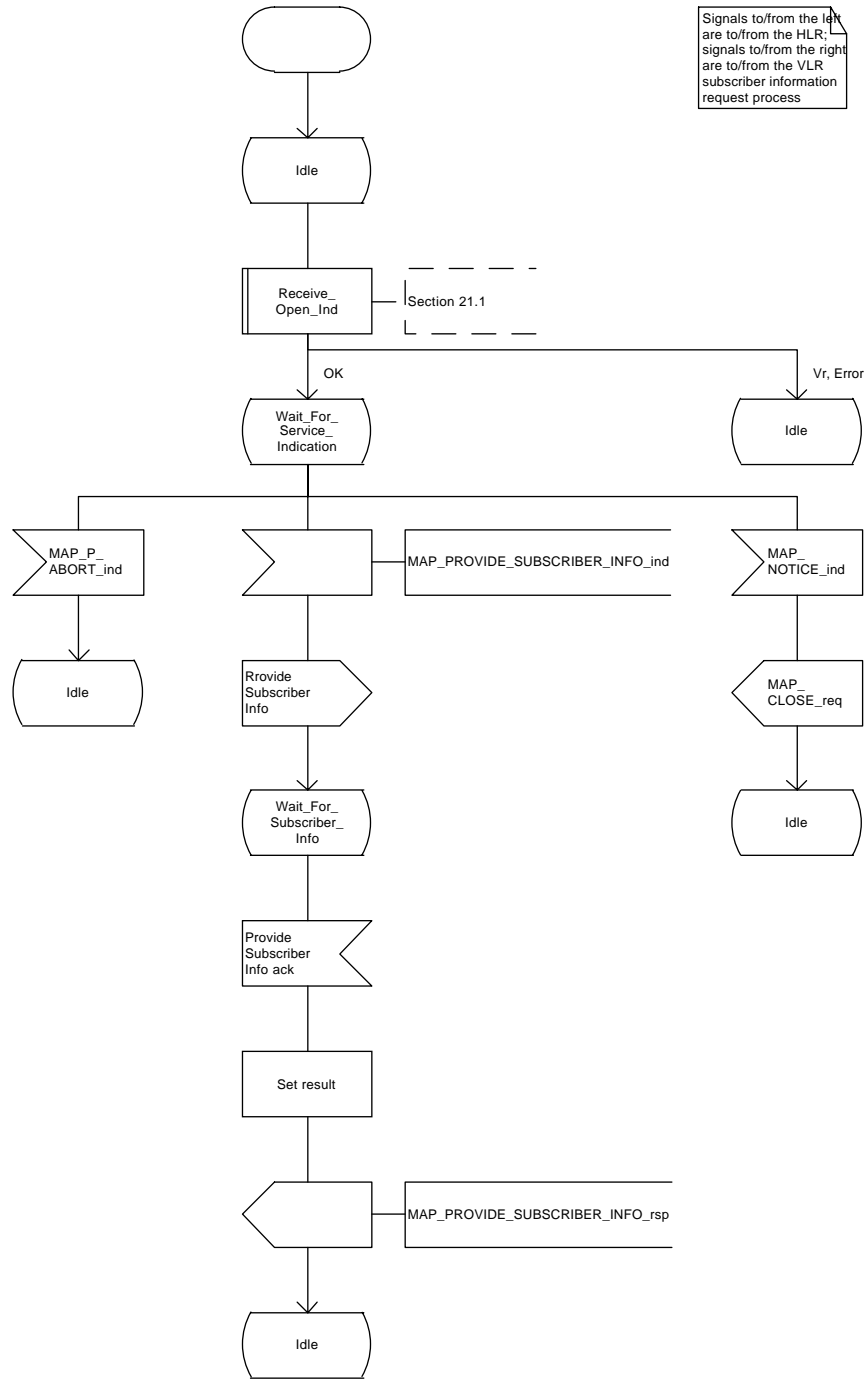 Signals to/from the left
are to/from the HLR;
signals to/from the right
are to/from the VLR
subscriber information
request process
Idle
Receive_
Open_Ind
Section 21.1
OK
Vr, Error
Wait_For_
Service_
Indication
Idle
MAP_P_
ABORT_ind
MAP_PROVIDE_SUBSCRIBER_INFO_ind
MAP_
NOTICE_ind
Idle
Rrovide
Subscriber
Info
MAP_
CLOSE_req
Wait_For_
Subscriber_
Info
Idle
Provide
Subscriber
Info ack
Set result
MAP_PROVIDE_SUBSCRIBER_INFO_rsp
Idle